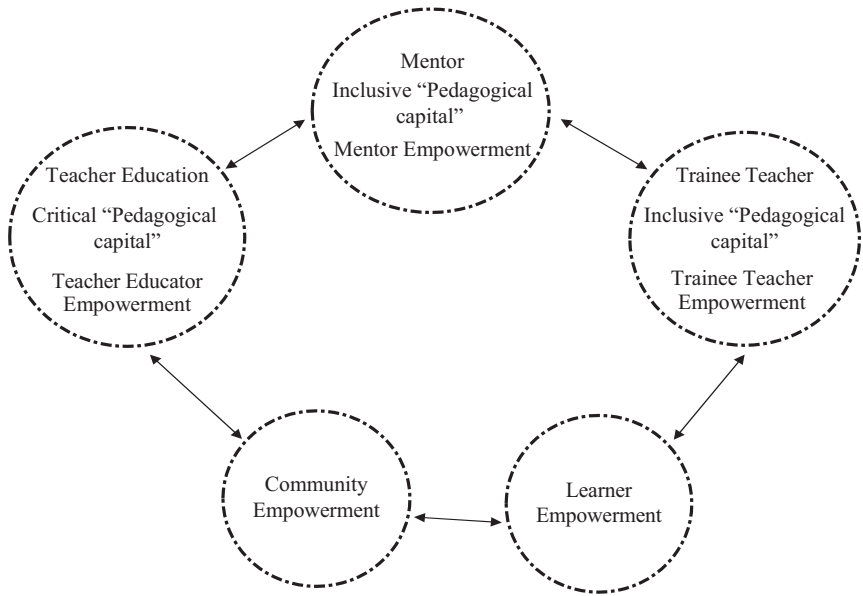 Mentor
Inclusive “Pedagogical
capital”
Mentor Empowerment
Teacher Education
Critical “Pedagogical
capital”
Teacher Educator
Empowerment
Trainee Teacher
Inclusive “Pedagogical
capital”
Trainee Teacher
Empowerment
Community
Empowerment
Learner
Empowerment